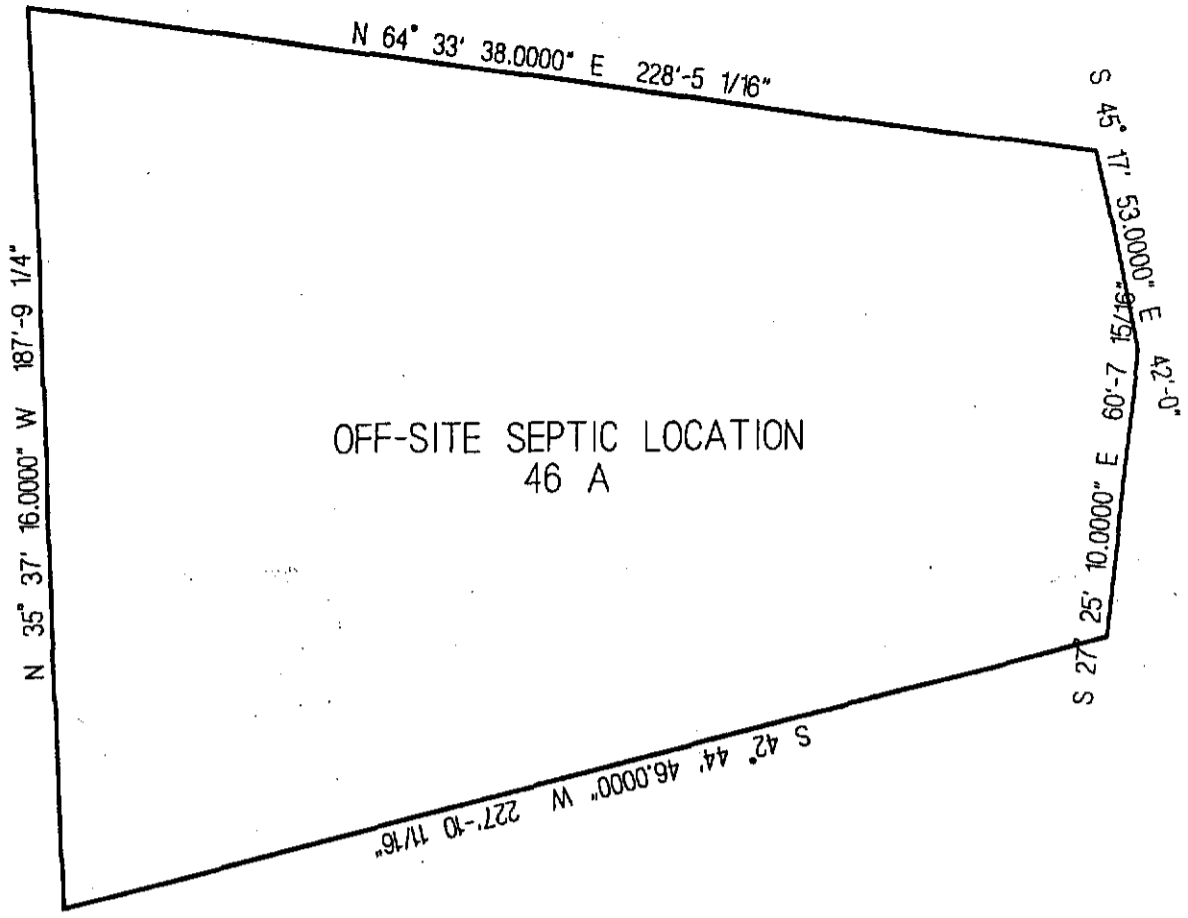 N 64° 33' 38.0000" E 228'-5 1/16"
S 45° 17' 53.0000" E 42'-0"
N 35° 37' 16.0000" W 187'-9 1/4"
S 27° 25' 10.0000" E 60'-7 15/16"
OFF-SITE SEPTIC LOCATION
46 A
S 42° 44' 46.0000" W 227'-10 11/16"